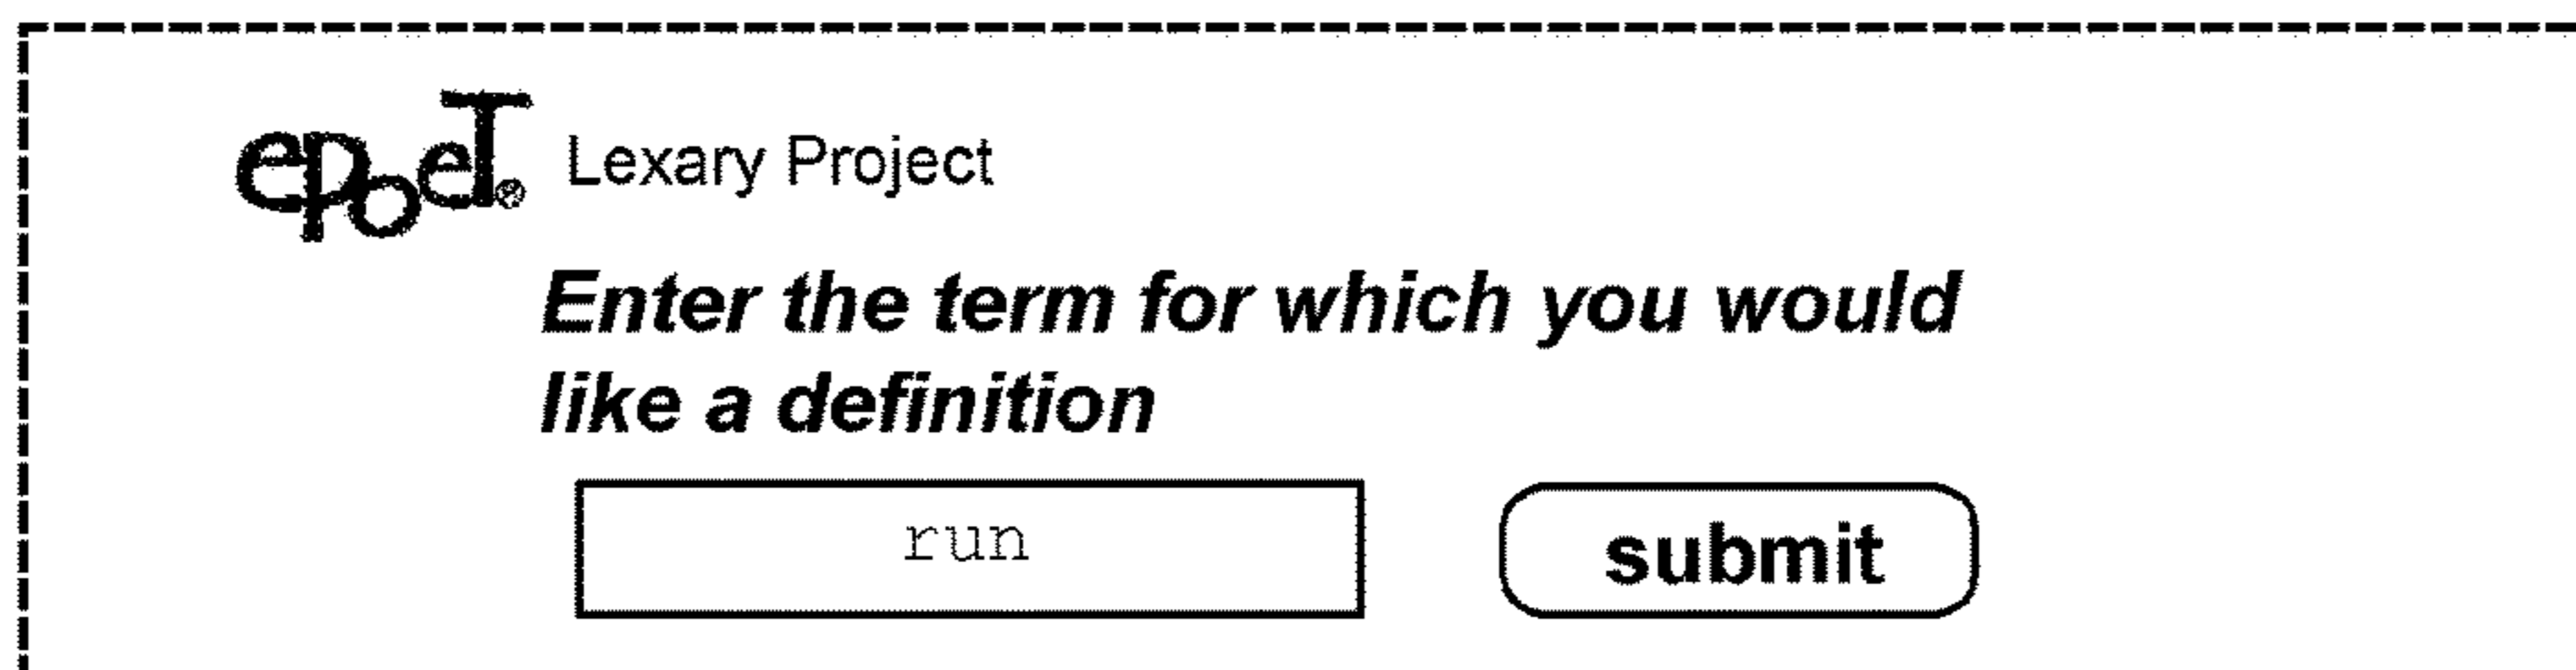 epoeT® Lexary Project
Enter the term for which you would
like a definition
run
submit